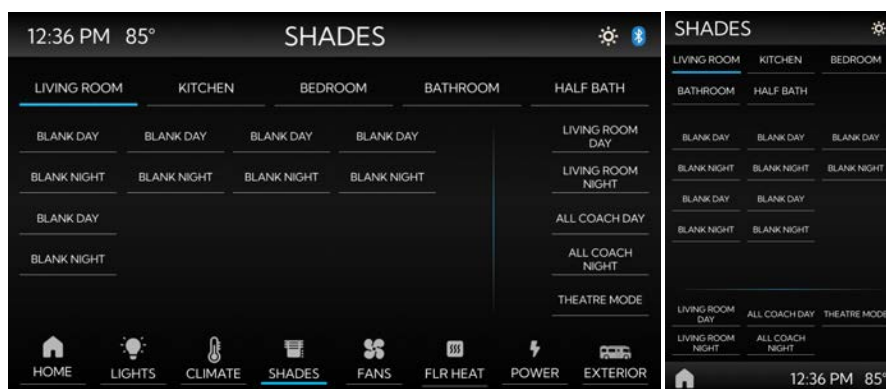 12:36 PM 85° SHADES
LIVING ROOM KITCHEN BEDROOM BATHROOM HALF BATH
BLANK DAY BLANK DAY BLANK DAY BLANK DAY
BLANK NIGHT BLANK NIGHT BLANK NIGHT BLANK NIGHT
BLANK DAY
BLANK NIGHT
LIVING ROOM
DAY
LIVING ROOM
NIGHT
ALL COACH DAY
ALL COACH
NIGHT
THEATRE MODE
HOME LIGHTS CLIMATE SHADES FANS FLR HEAT POWER EXTERIOR
SHADES
LIVING ROOM KITCHEN BEDROOM
BATHROOM HALF BATH
BLANK DAY BLANK DAY BLANK DAY
BLANK NIGHT BLANK NIGHT BLANK NIGHT
BLANK DAY BLANK DAY
BLANK NIGHT BLANK NIGHT
LIVING ROOM
DAY
ALL COACH DAY
THEATRE MODE
LIVING ROOM
NIGHT
ALL COACH
NIGHT
12:36 PM 85°